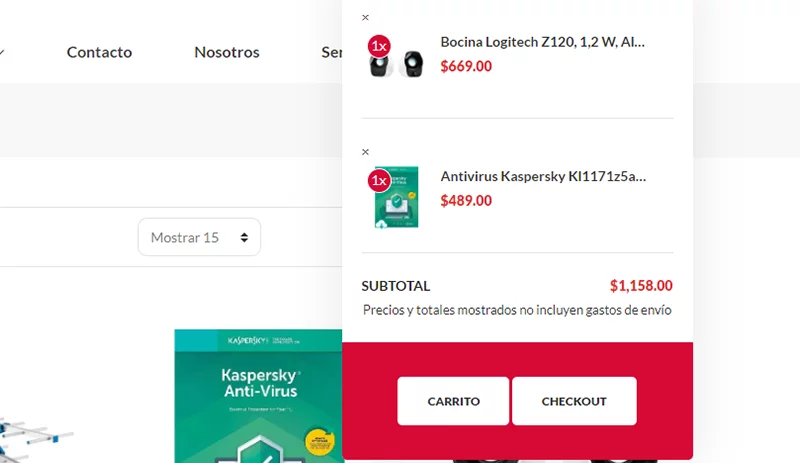 ×
Contacto
Nosotros
Ser
1x
Bocina Logitech Z120, 1,2 W, Al...
$669.00
×
1x
Antivirus Kaspersky Kl1171z5a...
$489.00
Mostrar 15
SUBTOTAL
$1,158.00
Precios y totales mostrados no incluyen gastos de envío
KASPERSKY
Kaspersky
Anti-Virus
CARRITO
CHECKOUT